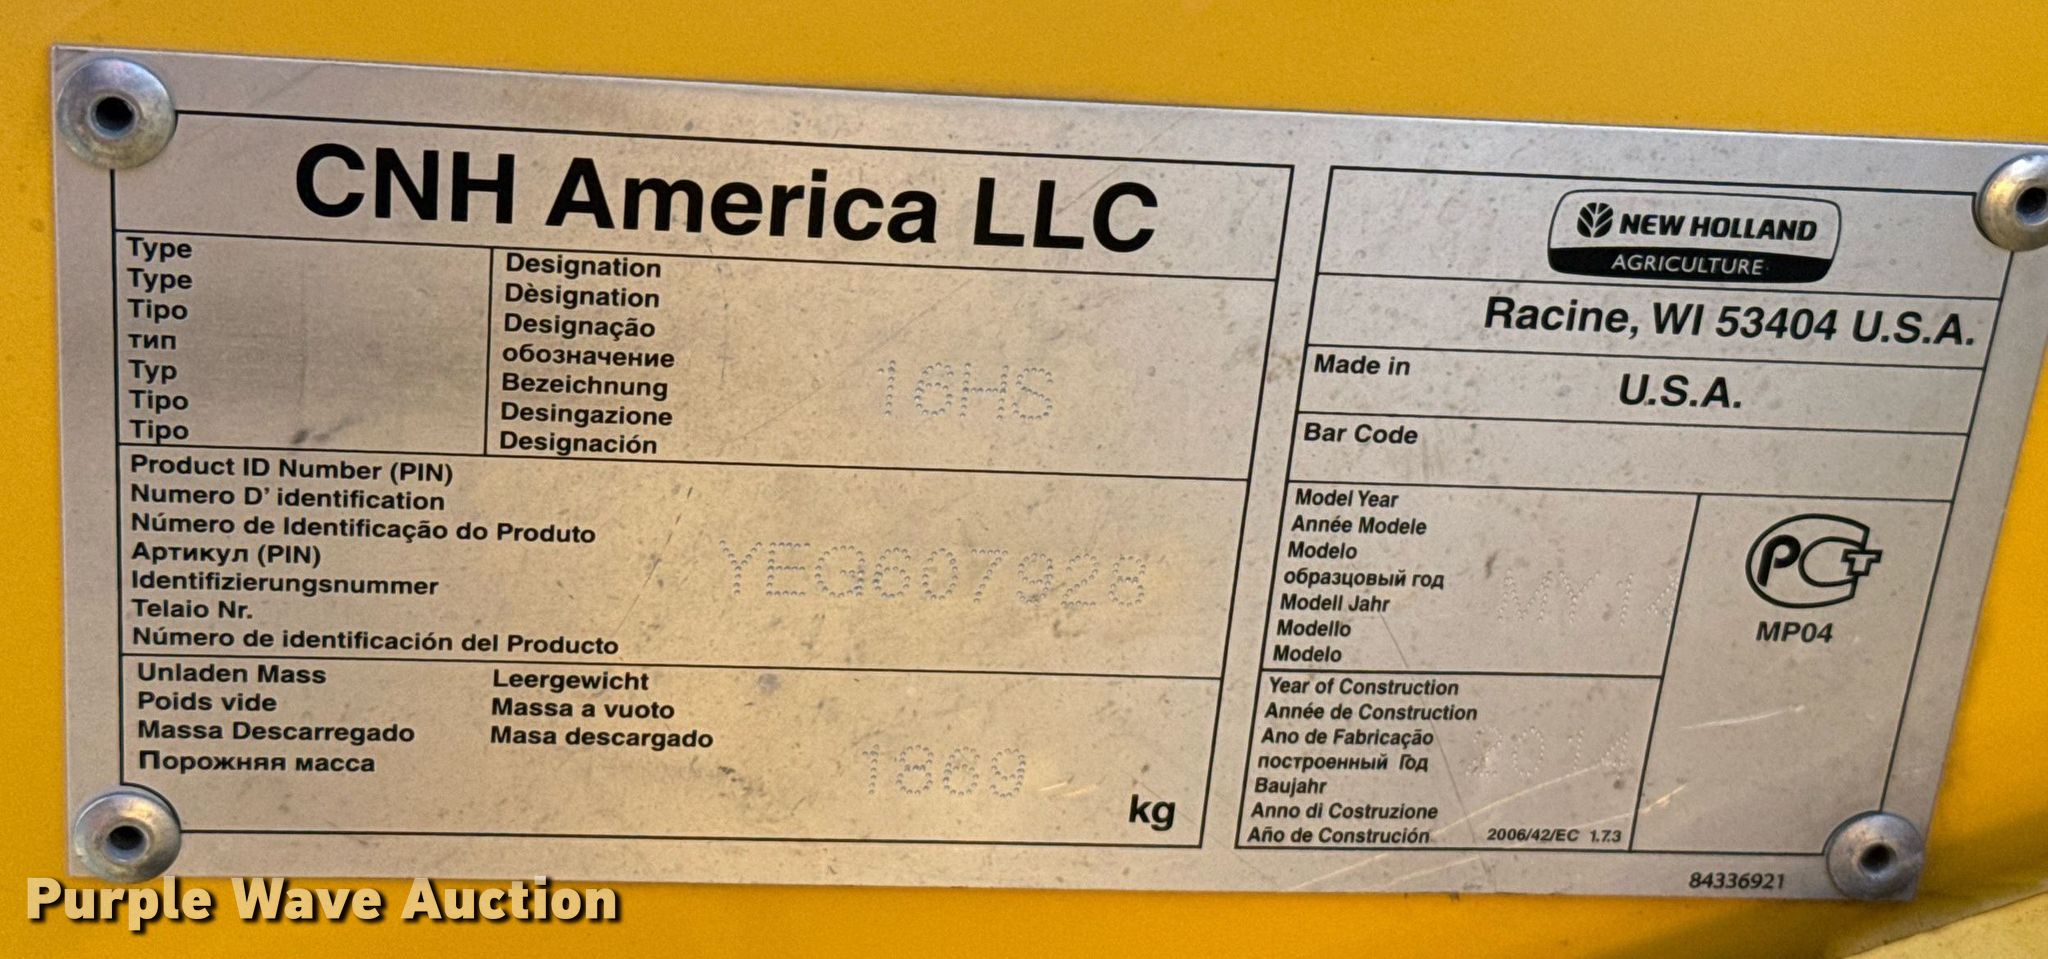 CNH America LLC
Type
Type
Tipo
тип
Typ
Tipo
Tipo
Designation
Dèsignation
Designação
обозначение
Bezeichnung
Desingazione
Designación
16HS
Product ID Number (PIN)
Numero D' identification
Número de Identificação do Produto
Артикул (PIN)
Identifizierungsnummer
Telaio Nr.
Número de identificación del Producto
YEG607928
Unladen Mass
Poids vide
Massa Descarregado
Порожняя масса
Leergewicht
Massa a vuoto
Masa descargado
kg
NEW HOLLAND
AGRICULTURE
Racine, WI 53404 U.S.A.
Made in
U.S.A.
Bar Code
Model Year
Année Modele
Modelo
образцовый год
Modell Jahr
Modello
Modelo
MY14
PCT
MP04
Year of Construction
Année de Construction
Ano de Fabricação
построенный Год
Baujahr
Anno di Costruzione
Año de Construción
2014
2006/42/EC 1.7.3
84336921
Purple Wave Auction